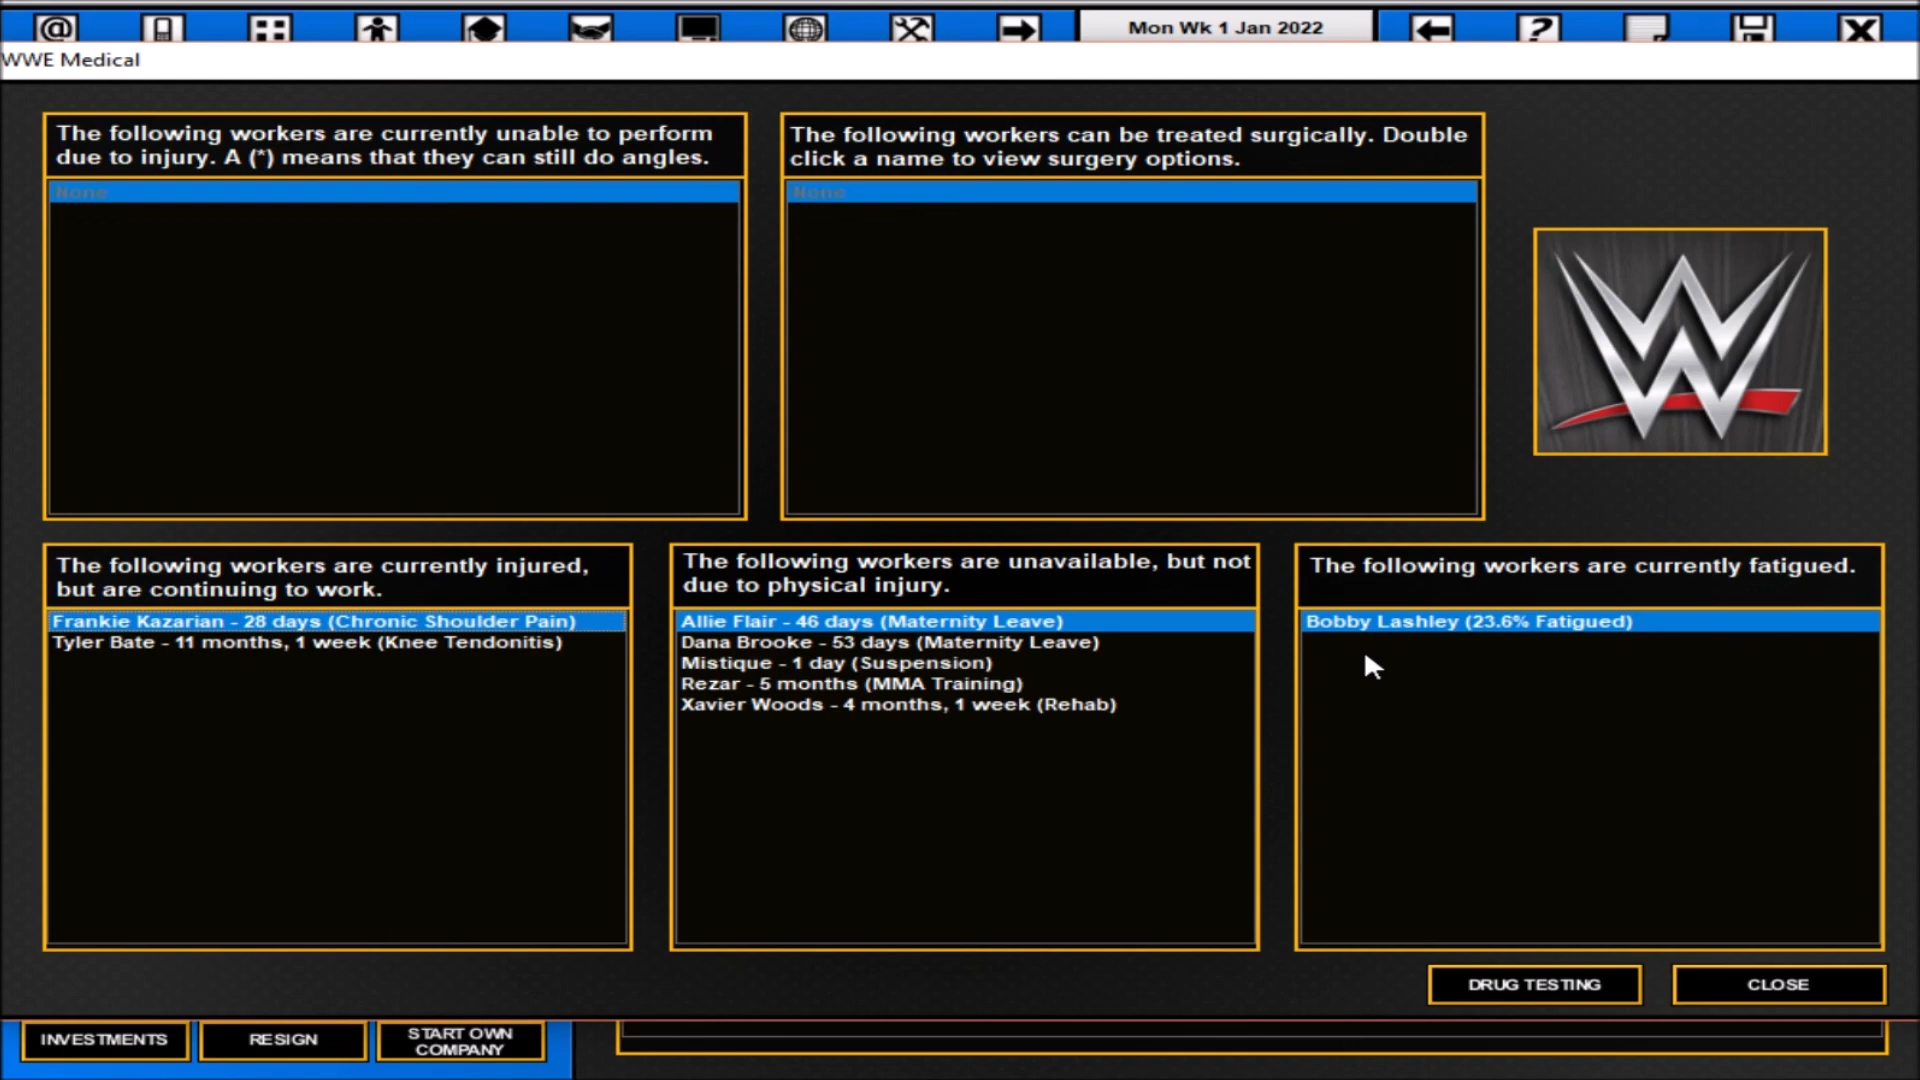 Mon Wk 1 Jan 2022
WWE Medical
The following workers are currently unable to perform
due to injury. A (*) means that they can still do angles.
None
The following workers can be treated surgically. Double
click a name to view surgery options.
None
The following workers are currently injured,
but are continuing to work.
Frankie Kazarian - 28 days (Chronic Shoulder Pain)
Tyler Bate - 11 months, 1 week (Knee Tendonitis)
The following workers are unavailable, but not
due to physical injury.
Allie Flair - 46 days (Maternity Leave)
Dana Brooke - 53 days (Maternity Leave)
Mistique - 1 day (Suspension)
Rezar - 5 months (MMA Training)
Xavier Woods - 4 months, 1 week (Rehab)
The following workers are currently fatigued.
Bobby Lashley (23.6% Fatigued)
DRUG TESTING
CLOSE
INVESTMENTS
RESIGN
START OWN
COMPANY